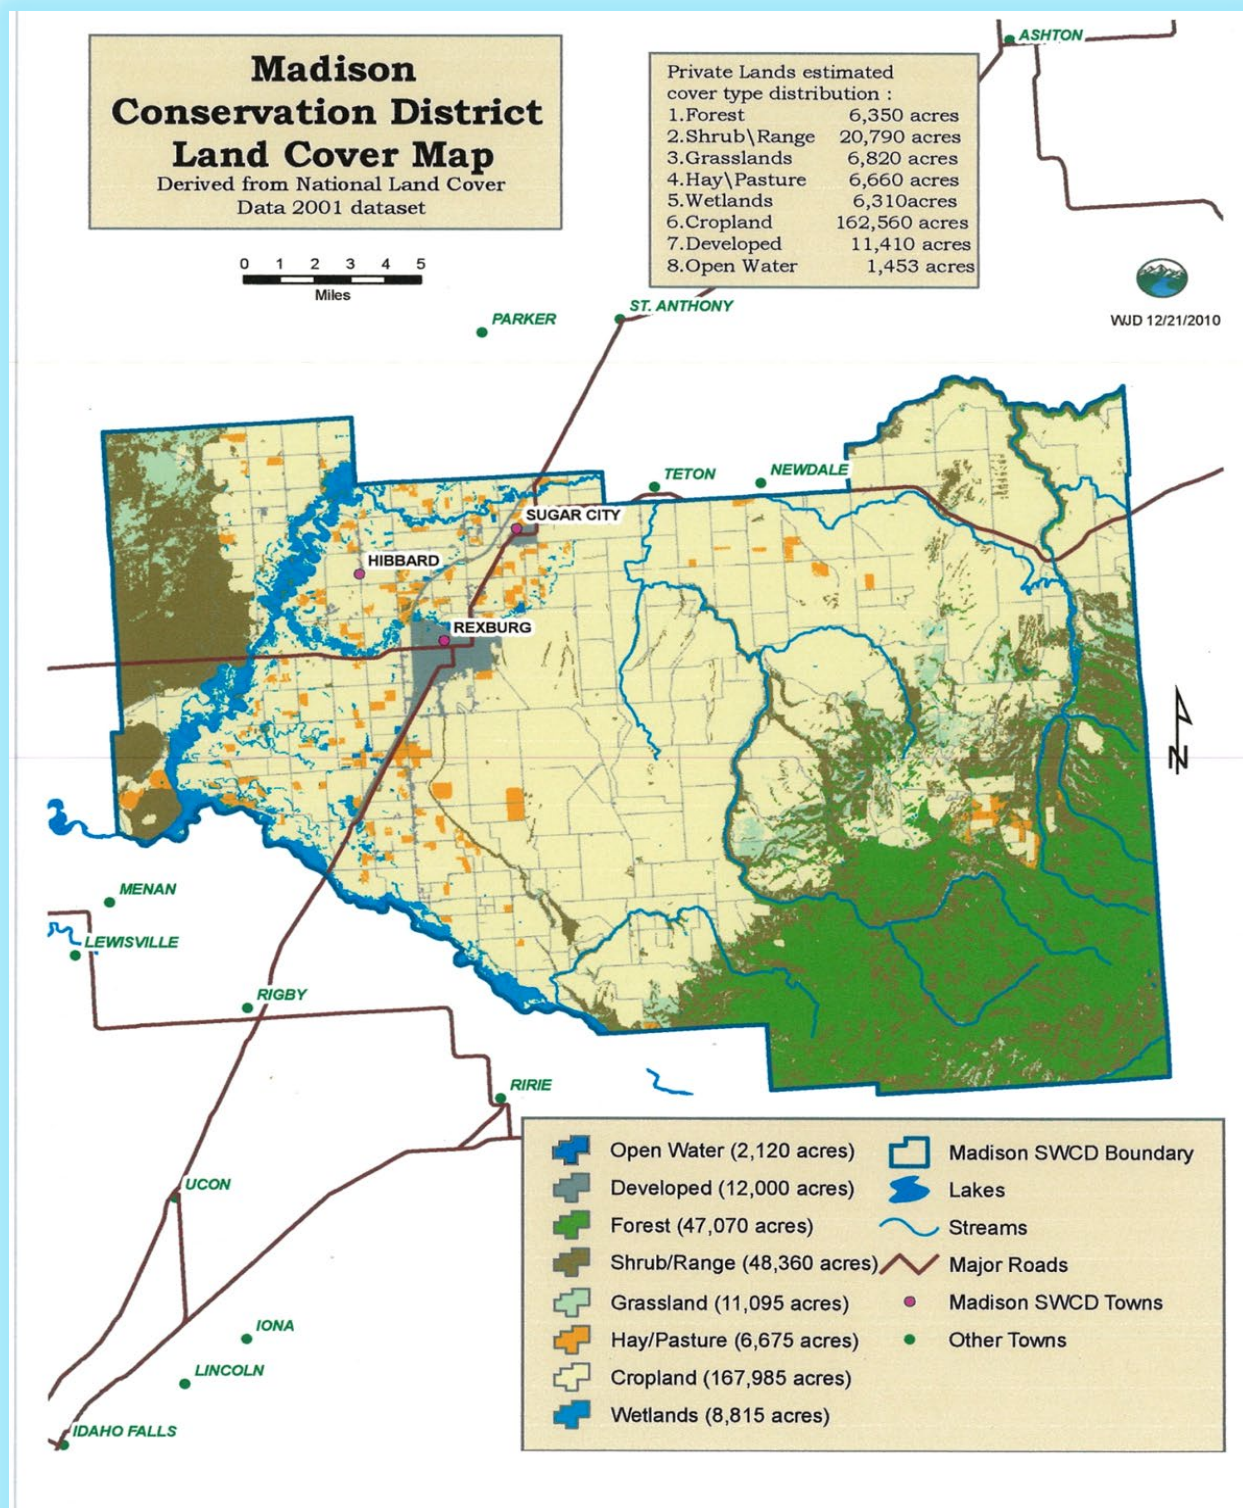 Madison
Conservation District
Land Cover Map
Derived from National Land Cover
Data 2001 dataset
Private Lands estimated
cover type distribution :
1.Forest 6,350 acres
2.Shrub\Range 20,790 acres
3.Grasslands 6,820 acres
4.Hay\Pasture 6,660 acres
5.Wetlands 6,310acres
6.Cropland 162,560 acres
7.Developed 11,410 acres
8.Open Water 1,453 acres
ASHTON
0 1 2 3 4 5
Miles
WJD 12/21/2010
PARKER
ST. ANTHONY
TETON
NEWDALE
SUGAR CITY
HIBBARD
REXBURG
N
MENAN
LEWISVILLE
RIGBY
RIRIE
UCON
IONA
LINCOLN
IDAHO FALLS
Open Water (2,120 acres)
Developed (12,000 acres)
Forest (47,070 acres)
Shrub/Range (48,360 acres)
Grassland (11,095 acres)
Hay/Pasture (6,675 acres)
Cropland (167,985 acres)
Wetlands (8,815 acres)
Madison SWCD Boundary
Lakes
Streams
Major Roads
Madison SWCD Towns
Other Towns